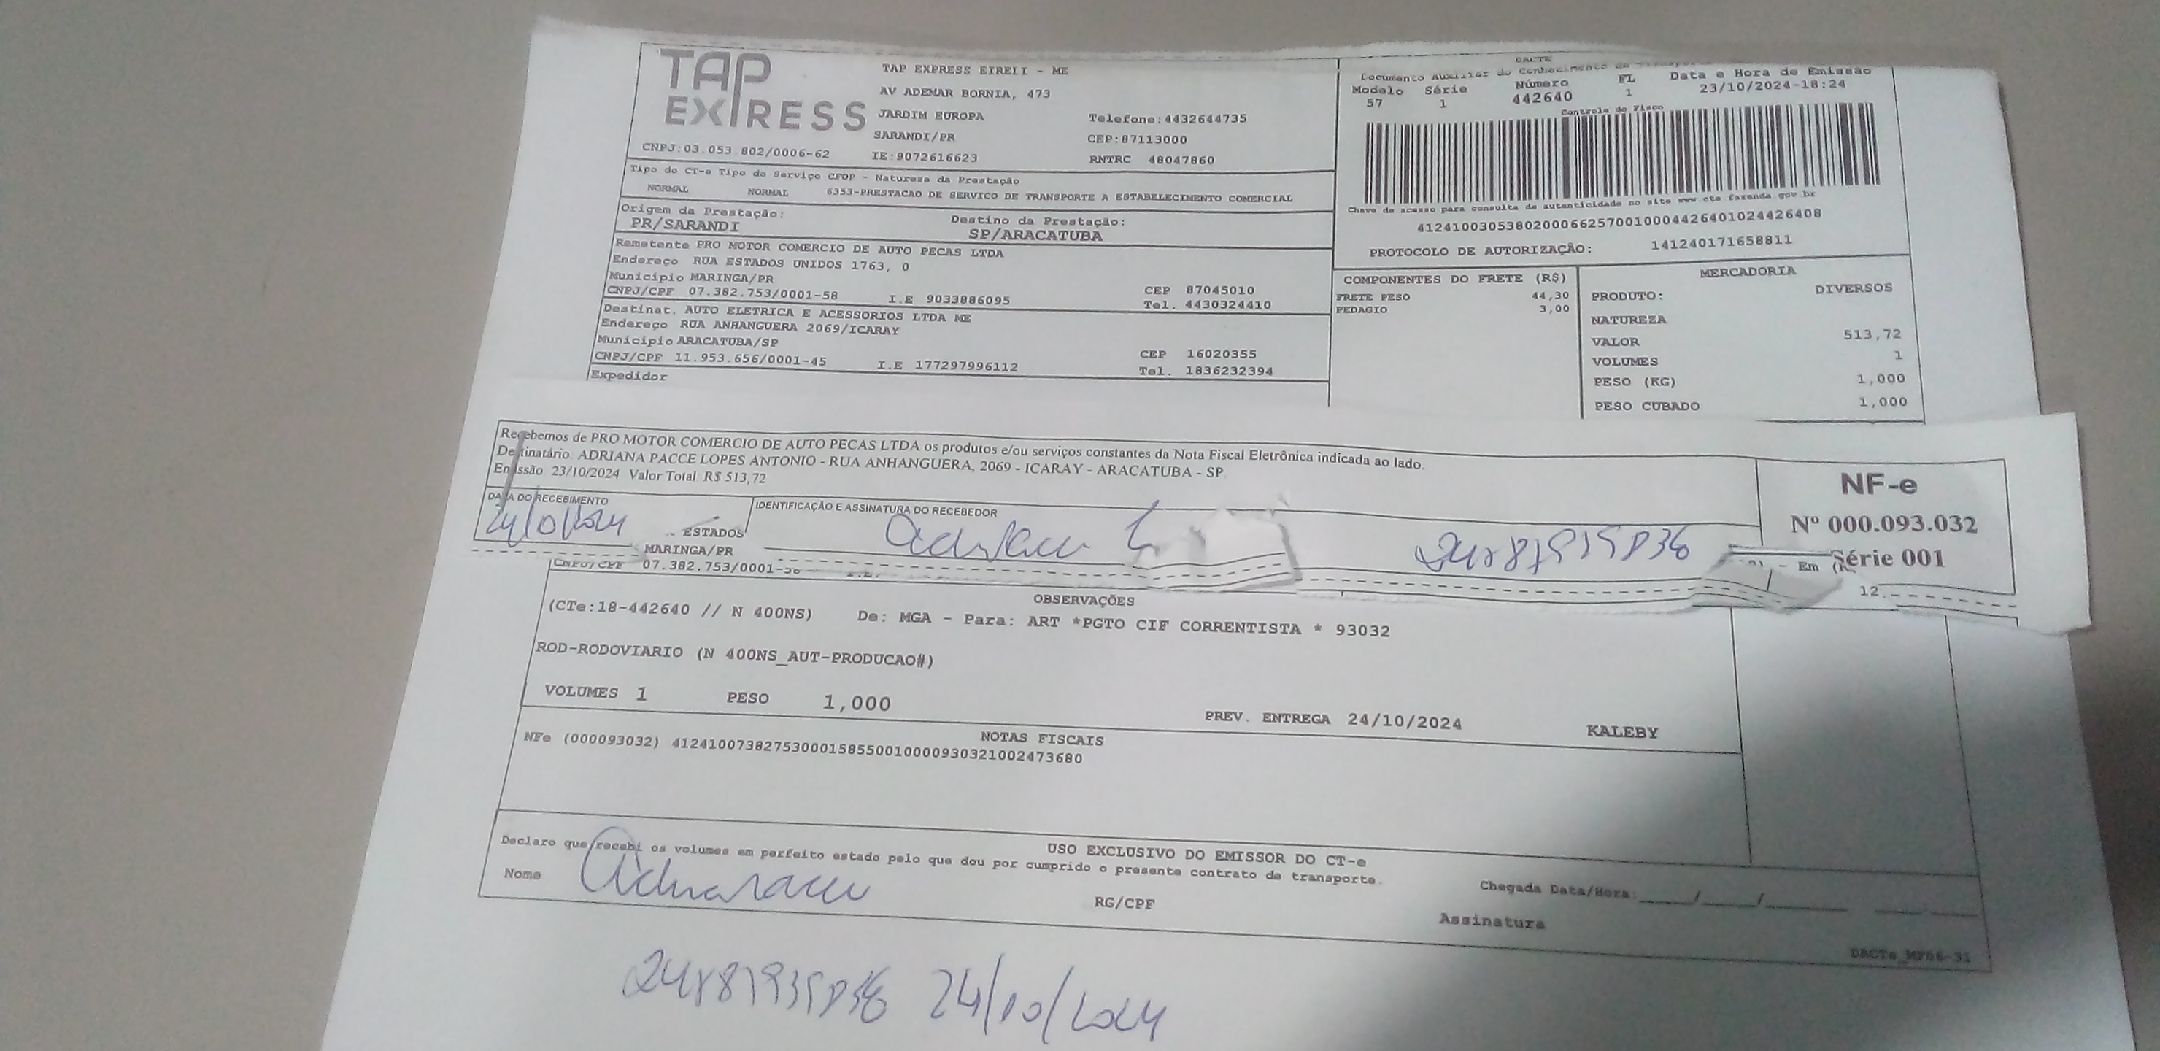 TAP EXPRESS
TAP EXPRESS EIRELI - ME
AV ADEMAR BORNIA, 473
JARDIM EUROPA Telefone:4432644735
SARANDI/PR CEP:87113000
CNPJ:03.053.802/0006-62 IE:9072616623 RNTRC 48047860
DACTE
Documento Auxiliar do Conhecimento de
Modelo Série Número FL Data e Hora de Emissão
57 1 442640 1 23/10/2024-18:24
Controle do Fisco
Chave de acesso para consulta de autenticidade no site www.cte.fazenda.gov.br
41241003053802000662570010004426401024426408
PROTOCOLO DE AUTORIZAÇÃO: 141240171658811
Tipo do CT-e Tipo do Serviço CFOP - Natureza da Prestação
NORMAL NORMAL 6353-PRESTACAO DE SERVICO DE TRANSPORTE A ESTABELECIMENTO COMERCIAL
Origem da Prestação: Destino da Prestação:
PR/SARANDI SP/ARACATUBA
Remetente PRO MOTOR COMERCIO DE AUTO PECAS LTDA
Endereço RUA ESTADOS UNIDOS 1763, 0
Municipio MARINGA/PR CEP 87045010
CNPJ/CPF 07.382.753/0001-58 I.E 9033886095 Tel. 4430324410
Destinat. AUTO ELETRICA E ACESSORIOS LTDA ME
Endereço RUA ANHANGUERA 2069/ICARAY
Municipio ARACATUBA/SP CEP 16020355
CNPJ/CPF 11.953.656/0001-45 I.E 177297996112 Tel. 1836232394
Expedidor
COMPONENTES DO FRETE (R$)
FRETE PESO 44,30
PEDAGIO 3,00
MERCADORIA
PRODUTO: DIVERSOS
NATUREZA
VALOR 513,72
VOLUMES 1
PESO (KG) 1,000
PESO CUBADO 1,000
Recebemos de PRO MOTOR COMERCIO DE AUTO PECAS LTDA os produtos e/ou serviços constantes da Nota Fiscal Eletrônica indicada ao lado.
Destinatário: ADRIANA PACCE LOPES ANTONIO - RUA ANHANGUERA, 2069 - ICARAY - ARACATUBA - SP.
Emissão 23/10/2024 Valor Total R$ 513,72
DATA DO RECEBIMENTO IDENTIFICAÇÃO E ASSINATURA DO RECEBEDOR
24/10/2024
NF-e
Nº 000.093.032
Série 001
ESTADOS
MARINGA/PR
CNPJ/CPF 07.382.753/0001-58
Em
12.
OBSERVAÇÕES
(CTe:18-442640 // N 400NS) De: MGA - Para: ART *PGTO CIF CORRENTISTA * 93032
ROD-RODOVIARIO (N 400NS_AUT-PRODUCAO#)
VOLUMES 1 PESO 1,000 PREV. ENTREGA 24/10/2024 KALEBY
NOTAS FISCAIS
NFe (000093032) 41241007382753000158550010000930321002473680
USO EXCLUSIVO DO EMISSOR DO CT-e
Declaro que recebi os volumes em perfeito estado pelo que dou por cumprido o presente contrato de transporte.
Nome RG/CPF Assinatura Chegada Data/Hora:____/____/______
24/10/2024